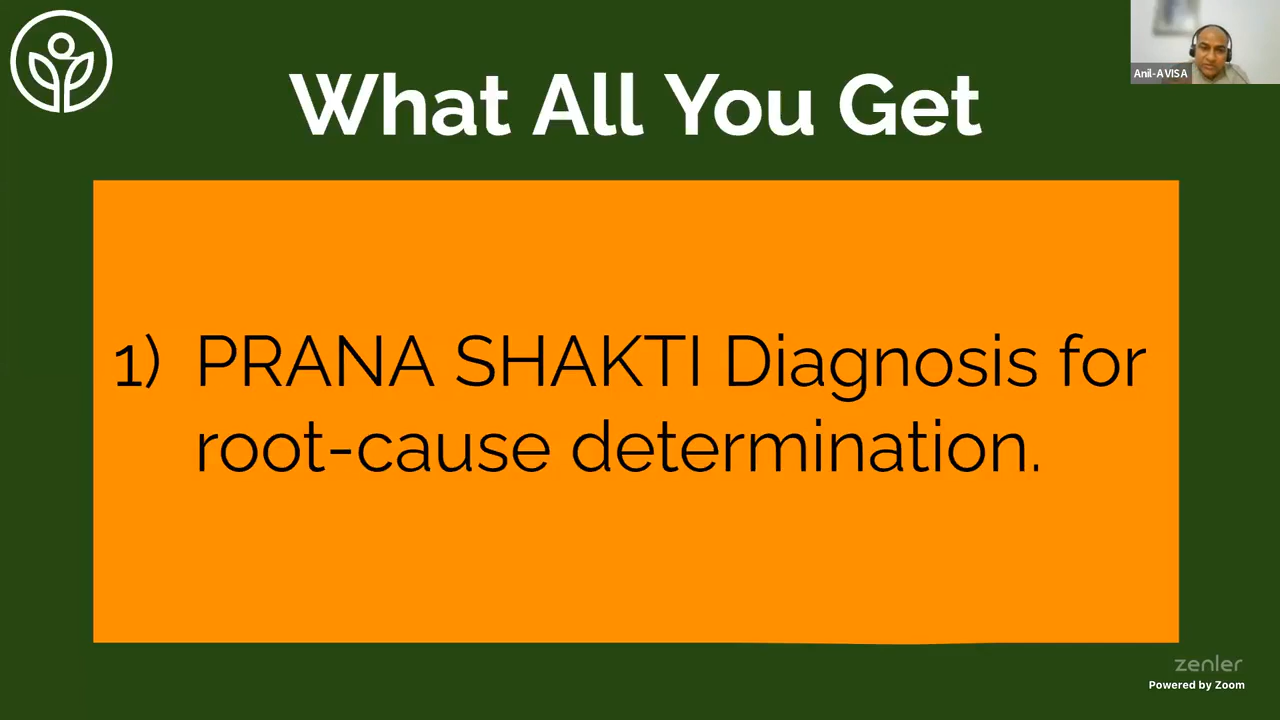 What All You Get
Anil-AVISA
1) PRANA SHAKTI Diagnosis for
root-cause determination.
zenler
Powered by Zoom